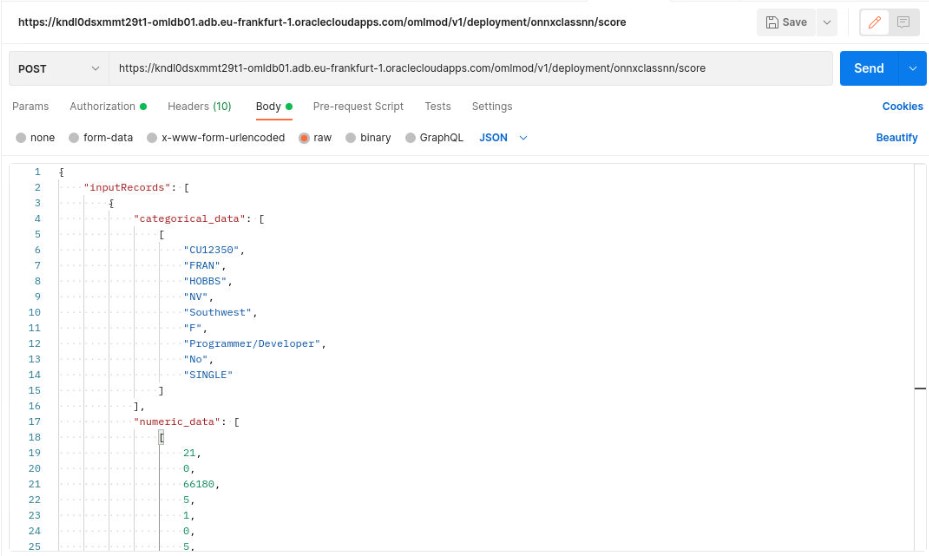 https://kndl0dsxmmt29t1-omldb01.adb.eu-frankfurt-1.oraclecloudapps.com/omlmod/v1/deployment/onnxclassnn/score Save
POST https://kndl0dsxmmt29t1-omldb01.adb.eu-frankfurt-1.oraclecloudapps.com/omlmod/v1/deployment/onnxclassnn/score Send
Params Authorization Headers (10) Body Pre-request Script Tests Settings Cookies
none form-data x-www-form-urlencoded raw binary GraphQL JSON Beautify
1 {
2 "inputRecords": [
3 {
4 "categorical_data": [
5 [
6 "CU12350",
7 "FRAN",
8 "HOBBS",
9 "NV",
10 "Southwest",
11 "F",
12 "Programmer/Developer",
13 "No",
14 "SINGLE"
15 ]
16 ],
17 "numeric_data": [
18 [
19 21,
20 0,
21 66180,
22 5,
23 1,
24 0,
25 5,